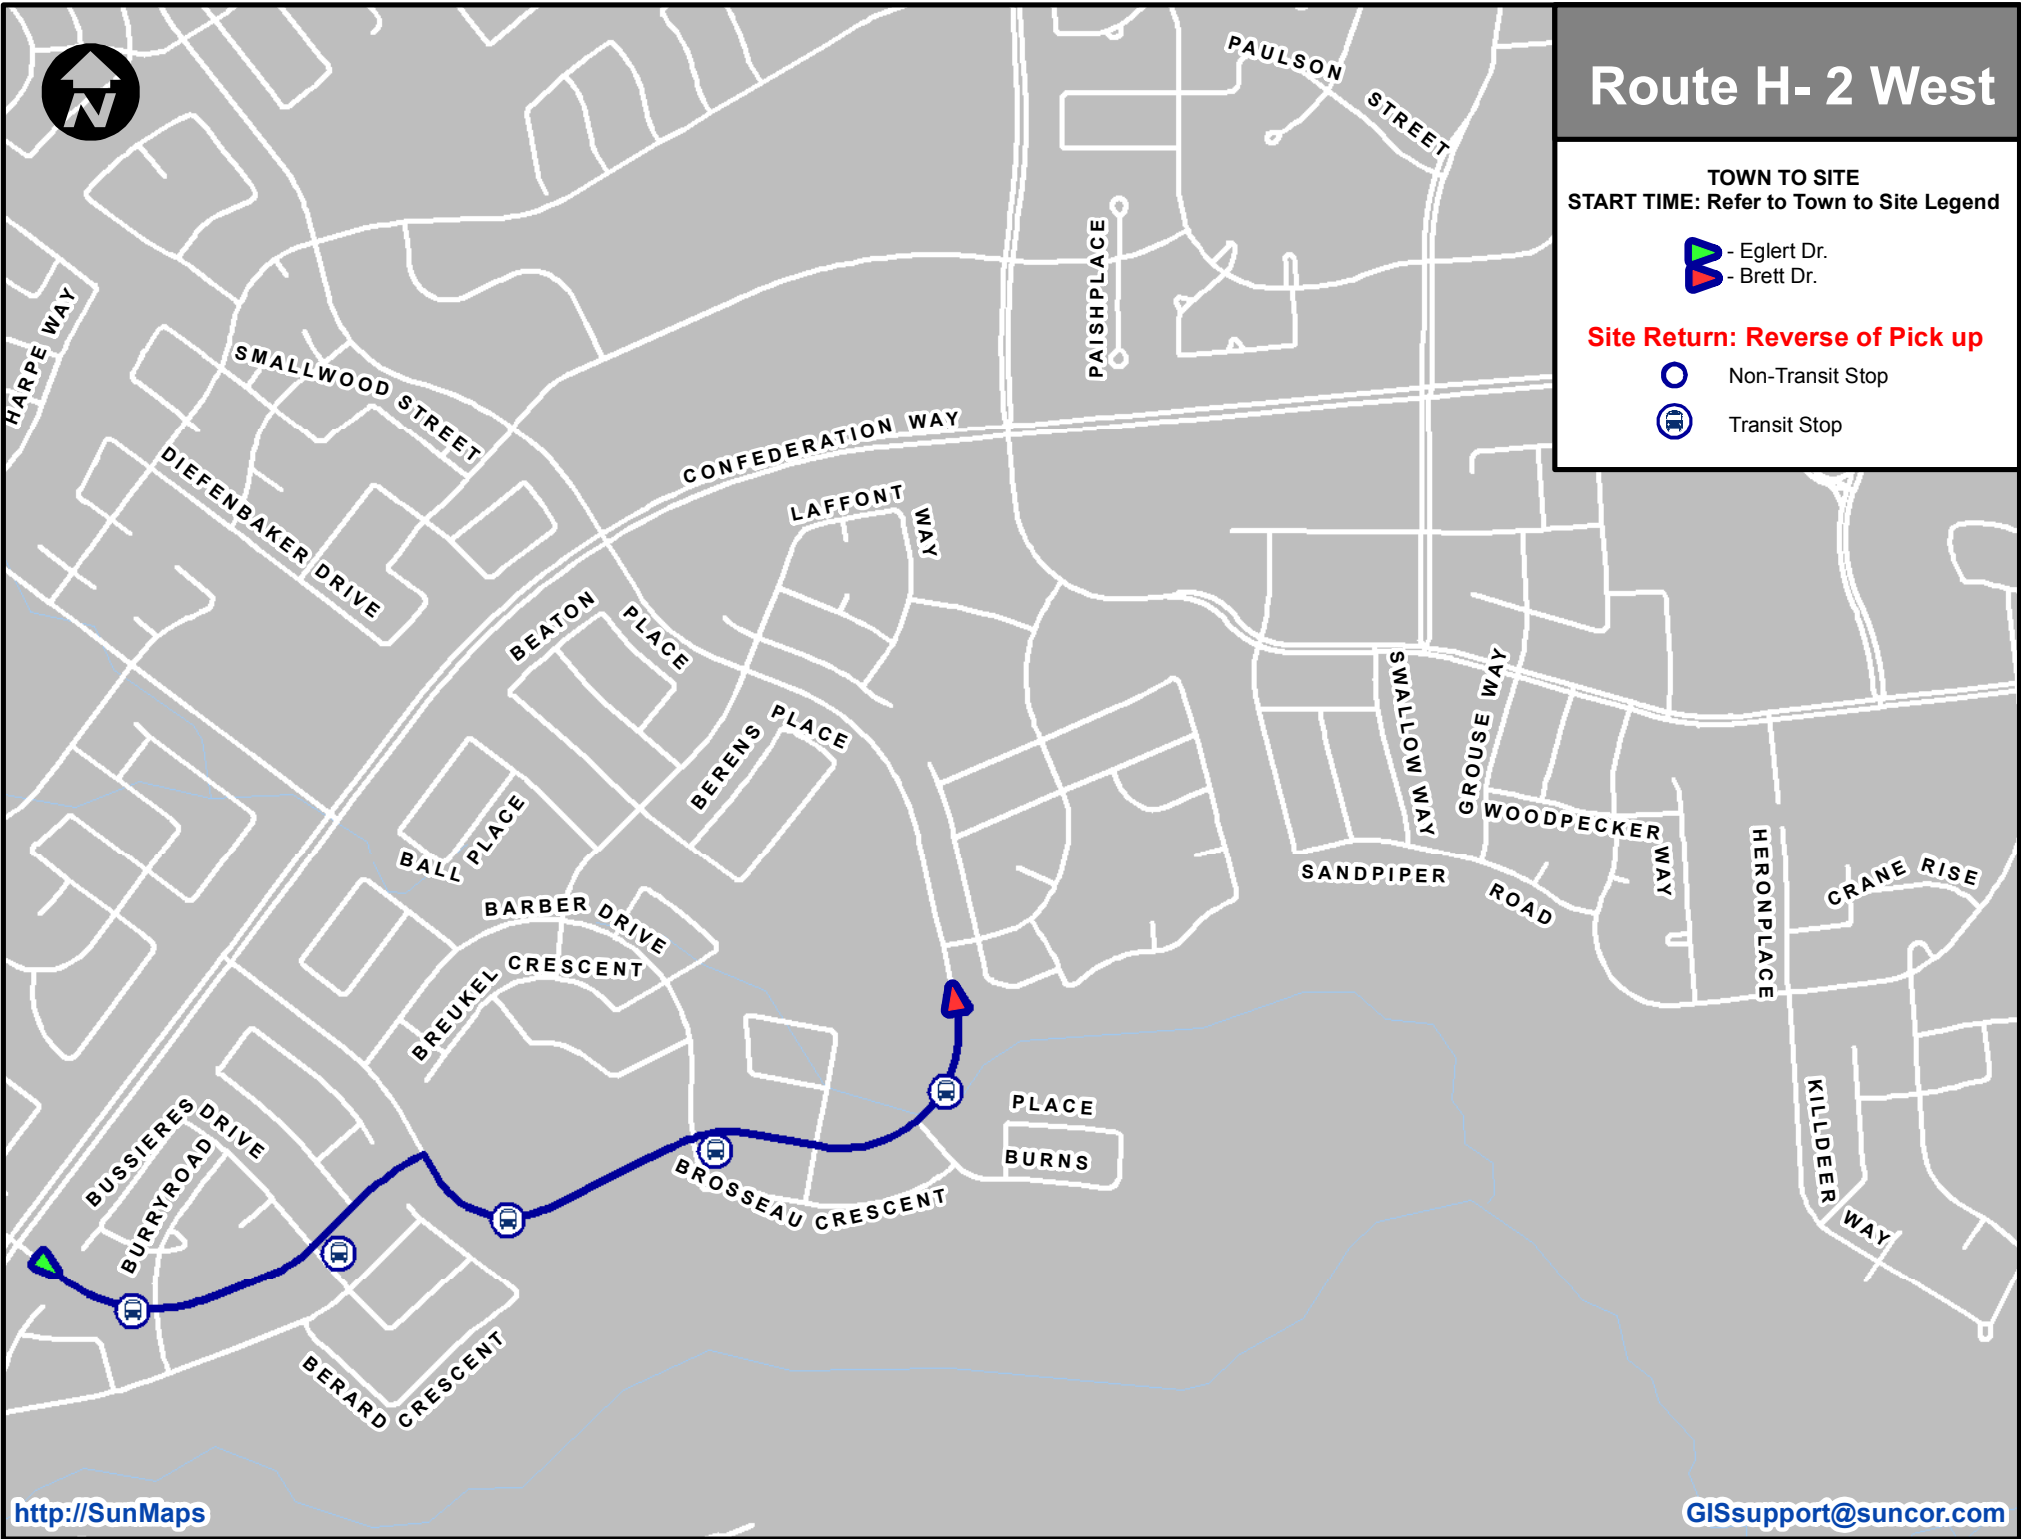 N
Route H- 2 West
TOWN TO SITE
START TIME: Refer to Town to Site Legend
- Eglert Dr.
- Brett Dr.
Site Return: Reverse of Pick up
Non-Transit Stop
Transit Stop
PAULSON
STREET
PAISHPLACE
HARPE WAY
SMALLWOOD STREET
CONFEDERATION WAY
DIEFENBAKER DRIVE
LAFFONT
WAY
BEATON
PLACE
BERENS
PLACE
SWALLOW WAY
GROUSE WAY
WOODPECKER
WAY
SANDPIPER
ROAD
HERONPLACE
CRANE RISE
BALL
PLACE
BARBER
DRIVE
BREUKEL
CRESCENT
BUSSIERES
DRIVE
BURRYROAD
BROSSEAU CRESCENT
PLACE
BURNS
KILLDEER
WAY
BERARD
CRESCENT
http://SunMaps
GISsupport@suncor.com